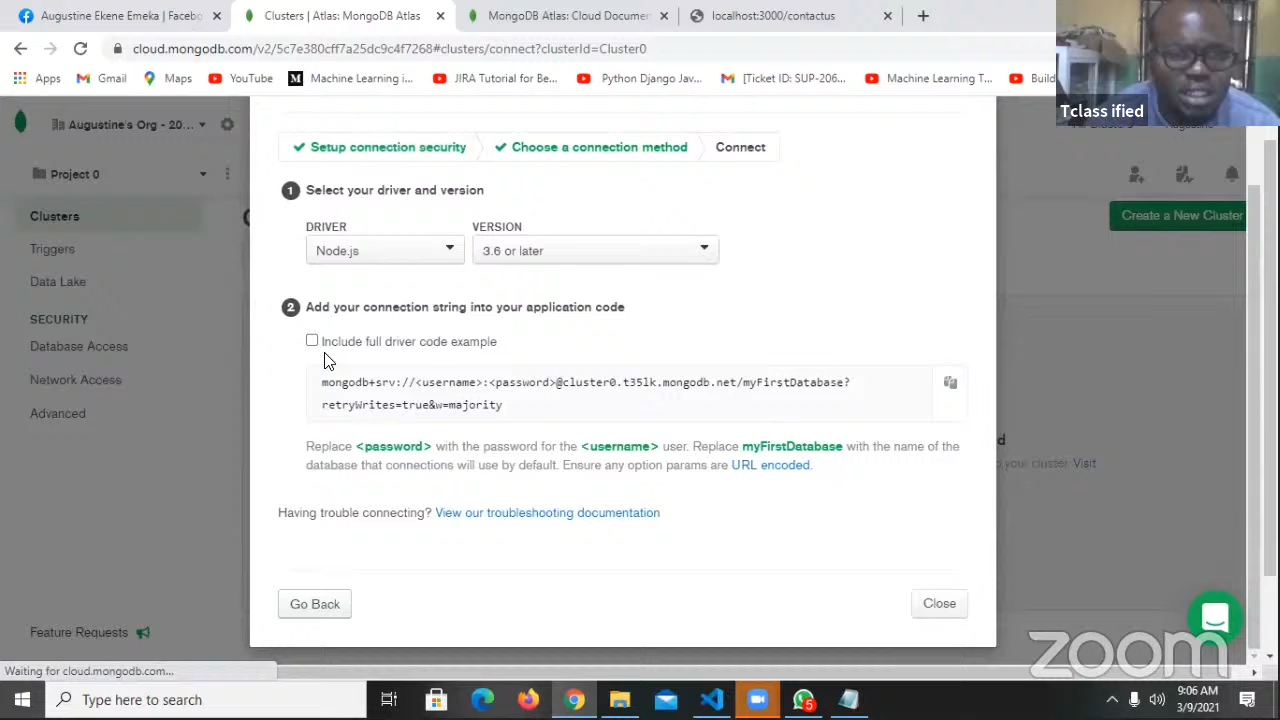 Augustine Ekene Emeka | Facebo
Clusters | Atlas: MongoDB Atlas
MongoDB Atlas: Cloud Documen
localhost:3000/contactus
cloud.mongodb.com/v2/5c7e380cff7a25dc9c4f7268#clusters/connect?clusterId=Cluster0
Apps
Gmail
Maps
YouTube
M
Machine Learning i...
JIRA Tutorial for Be...
Python Django Jav...
[Ticket ID: SUP-206...
Machine Learning T...
Build
Tclass ified
Augustine's Org - 20...
Project 0
Clusters
Triggers
Data Lake
SECURITY
Database Access
Network Access
Advanced
Feature Requests
Create a New Cluster
Setup connection security
Choose a connection method
Connect
1 Select your driver and version
DRIVER
VERSION
Node.js
3.6 or later
2 Add your connection string into your application code
Include full driver code example
mongodb+srv://<username>:<password>@cluster0.t35lk.mongodb.net/myFirstDatabase?
retryWrites=true&w=majority
Replace <password> with the password for the <username> user. Replace myFirstDatabase with the name of the
database that connections will use by default. Ensure any option params are URL encoded.
your cluster. Visit
Having trouble connecting? View our troubleshooting documentation
Go Back
Close
zoom
Waiting for cloud.mongodb.com...
Type here to search
5
9:06 AM
3/9/2021